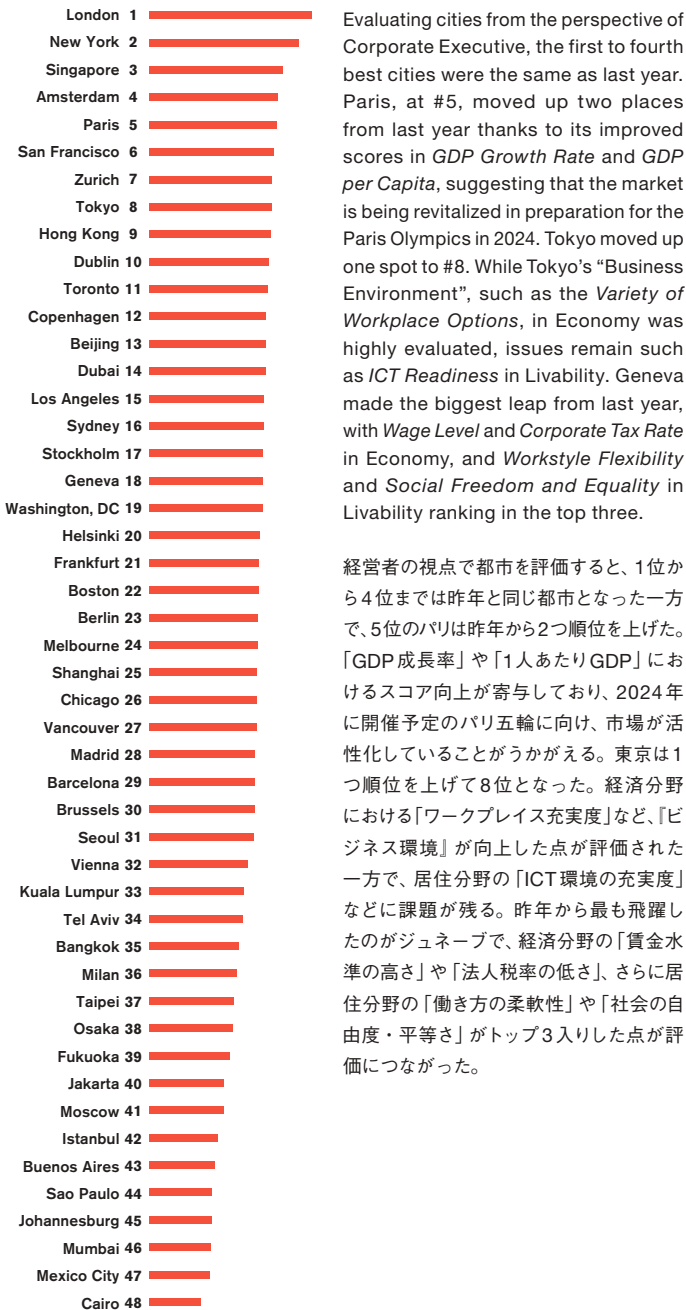 London 1
New York 2
Singapore 3
Amsterdam 4
Paris 5
San Francisco 6
Zurich 7
Tokyo 8
Hong Kong 9
Dublin 10
Toronto 11
Copenhagen 12
Beijing 13
Dubai 14
Los Angeles 15
Sydney 16
Stockholm 17
Geneva 18
Washington, DC 19
Helsinki 20
Frankfurt 21
Boston 22
Berlin 23
Melbourne 24
Shanghai 25
Chicago 26
Vancouver 27
Madrid 28
Barcelona 29
Brussels 30
Seoul 31
Vienna 32
Kuala Lumpur 33
Tel Aviv 34
Bangkok 35
Milan 36
Taipei 37
Osaka 38
Fukuoka 39
Jakarta 40
Moscow 41
Istanbul 42
Buenos Aires 43
Sao Paulo 44
Johannesburg 45
Mumbai 46
Mexico City 47
Cairo 48
Evaluating cities from the perspective of
Corporate Executive, the first to fourth
best cities were the same as last year.
Paris, at #5, moved up two places
from last year thanks to its improved
scores in GDP Growth Rate and GDP
per Capita, suggesting that the market
is being revitalized in preparation for the
Paris Olympics in 2024. Tokyo moved up
one spot to #8. While Tokyo's “Business
Environment”, such as the Variety of
Workplace Options, in Economy was
highly evaluated, issues remain such
as ICT Readiness in Livability. Geneva
made the biggest leap from last year,
with Wage Level and Corporate Tax Rate
in Economy, and Workstyle Flexibility
and Social Freedom and Equality in
Livability ranking in the top three.
経営者の視点で都市を評価すると、1位か
ら4位までは昨年と同じ都市となった一方
で、5位のパリは昨年から2つ順位を上げた。
「GDP成長率」や「1人あたりGDP」にお
けるスコア向上が寄与しており、2024年
に開催予定のパリ五輪に向け、市場が活
性化していることがうかがえる。東京は1
つ順位を上げて8位となった。経済分野
における「ワークプレイス充実度」など、『ビ
ジネス環境』が向上した点が評価された
一方で、居住分野の「ICT環境の充実度」
などに課題が残る。昨年から最も飛躍し
たのがジュネーブで、経済分野の「賃金水
準の高さ」や「法人税率の低さ」、さらに居
住分野の「働き方の柔軟性」や「社会の自
由度・平等さ」がトップ3入りした点が評
価につながった。